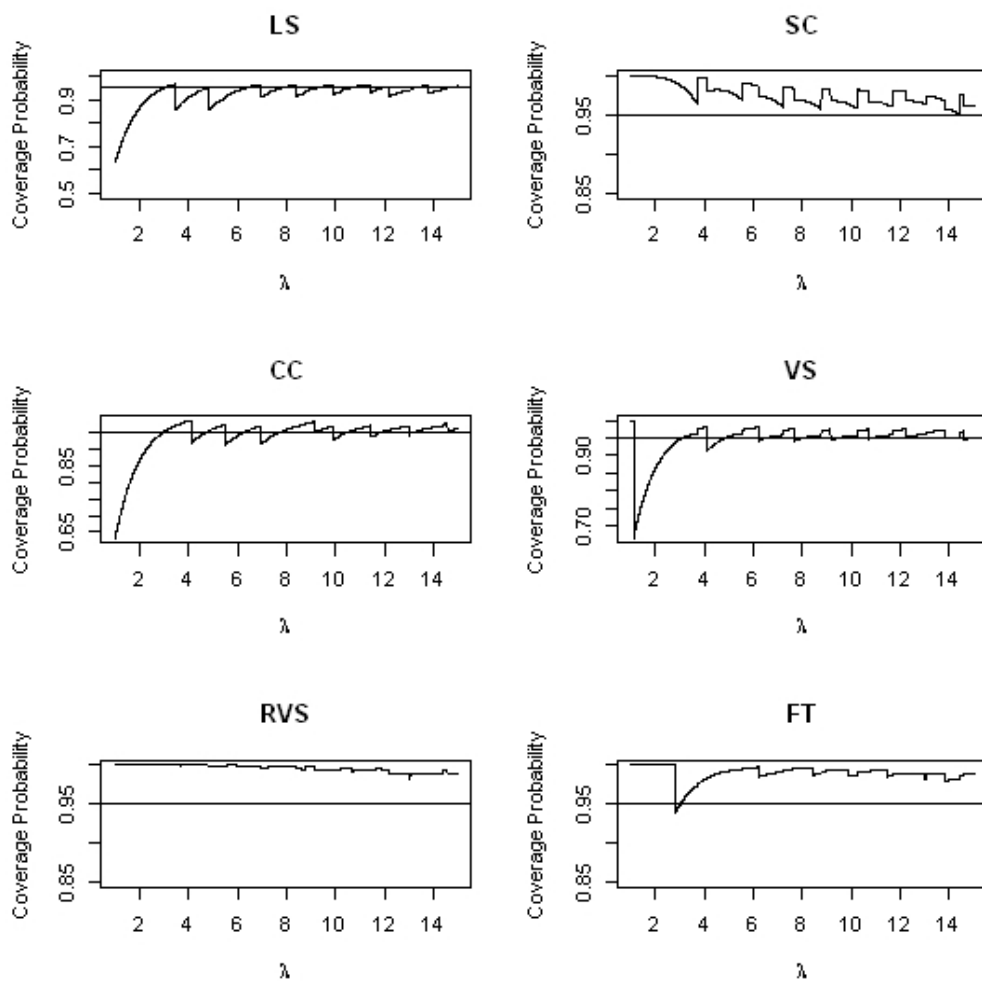 LS
Coverage Probability
0.9
0.7
0.5
2 4 6 8 10 12 14
λ
SC
Coverage Probability
0.95
0.85
2 4 6 8 10 12 14
λ
CC
Coverage Probability
0.85
0.65
2 4 6 8 10 12 14
λ
VS
Coverage Probability
0.90
0.70
2 4 6 8 10 12 14
λ
RVS
Coverage Probability
0.95
0.85
2 4 6 8 10 12 14
λ
FT
Coverage Probability
0.95
0.85
2 4 6 8 10 12 14
λ